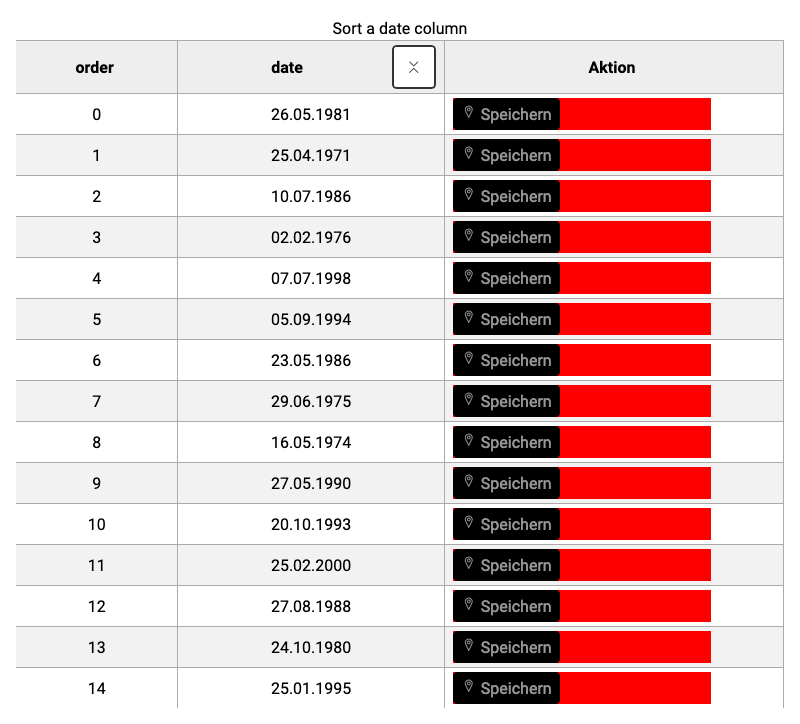 Sort a date column
order date Aktion
0 26.05.1981 Speichern
1 25.04.1971 Speichern
2 10.07.1986 Speichern
3 02.02.1976 Speichern
4 07.07.1998 Speichern
5 05.09.1994 Speichern
6 23.05.1986 Speichern
7 29.06.1975 Speichern
8 16.05.1974 Speichern
9 27.05.1990 Speichern
10 20.10.1993 Speichern
11 25.02.2000 Speichern
12 27.08.1988 Speichern
13 24.10.1980 Speichern
14 25.01.1995 Speichern